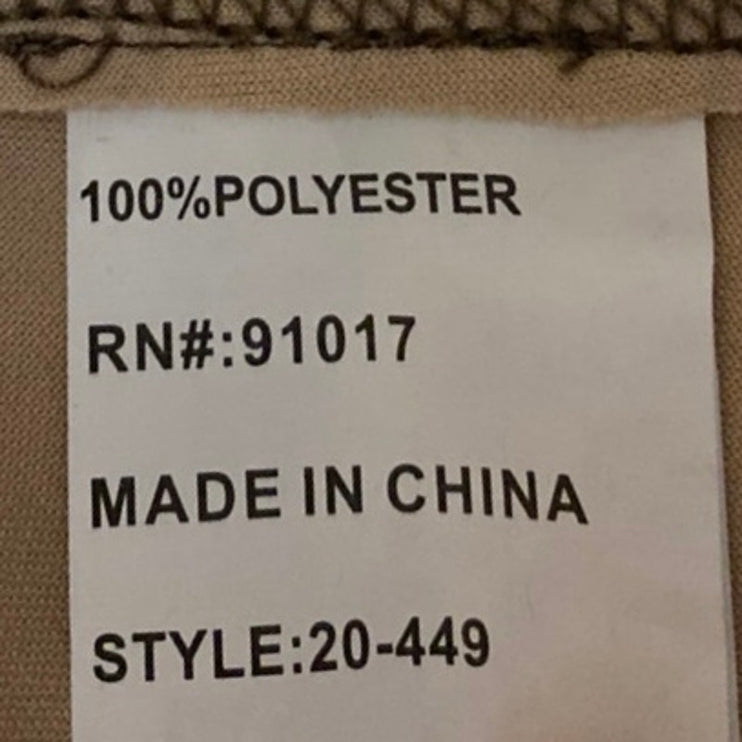 100%POLYESTER
RN#:91017
MADE IN CHINA
STYLE:20-449